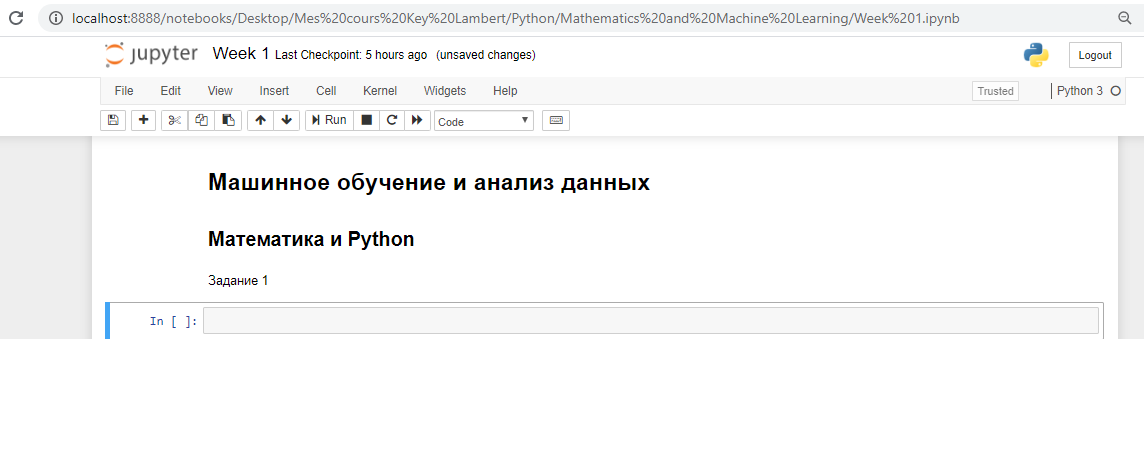 localhost:8888/notebooks/Desktop/Mes%20cours%20Key%20Lambert/Python/Mathematics%20and%20Machine%20Learning/Week%201.ipynb
jupyter Week 1 Last Checkpoint: 5 hours ago (unsaved changes) Logout
File Edit View Insert Cell Kernel Widgets Help Trusted Python 3
Run Code
Машинное обучение и анализ данных
Математика и Python
Задание 1
In [ ]: